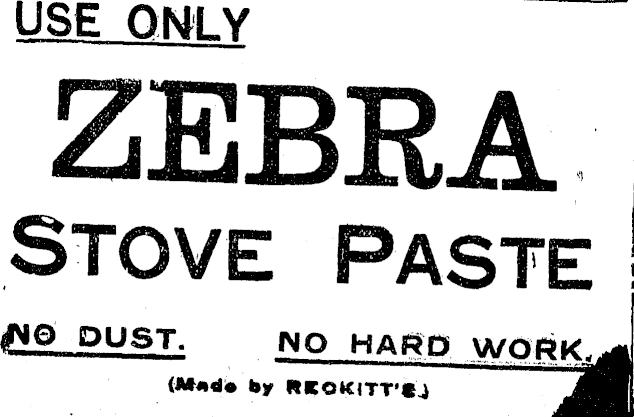 USE ONLY
ZEBRA
STOVE PASTE
NO DUST. NO HARD WORK.
(Made by RECKITT'S.)